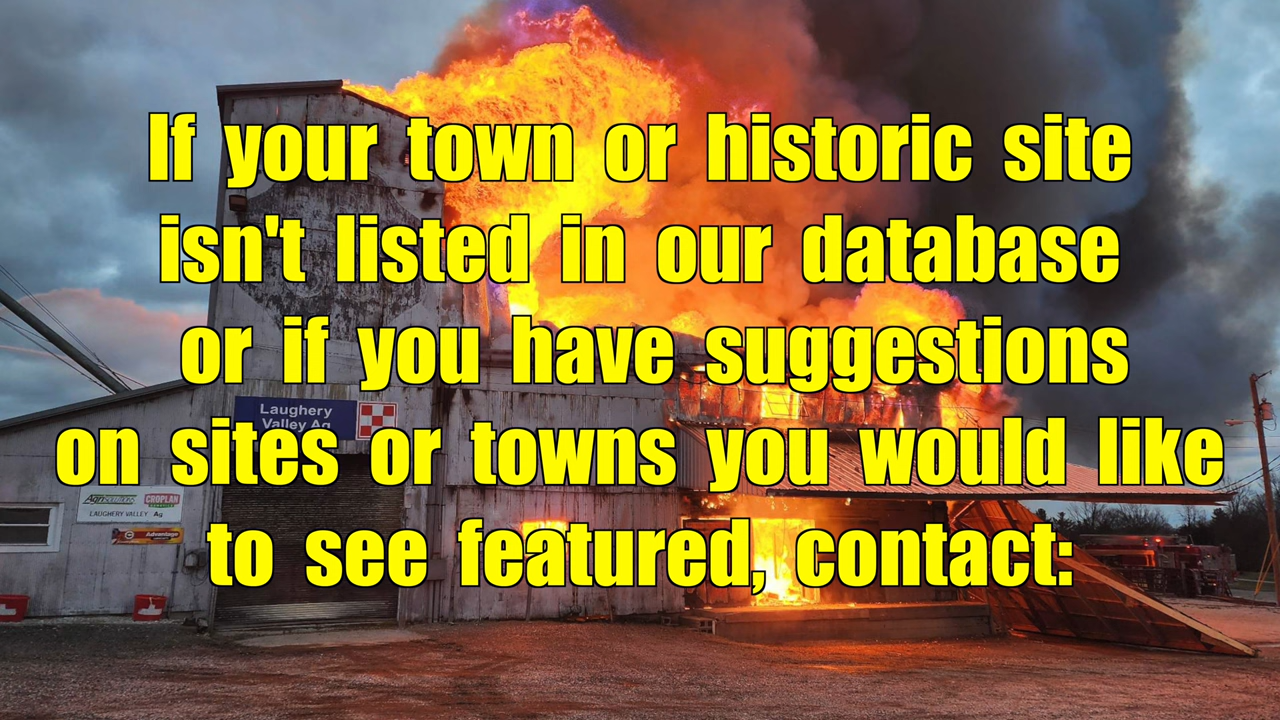 If your town or historic site
isn't listed in our database
or if you have suggestions
on sites or towns you would like
to see featured, contact:
Laughery
Valley Ag
AgriSolutions
CROPLAN
LAUGHERY VALLEY Ag
Advantage